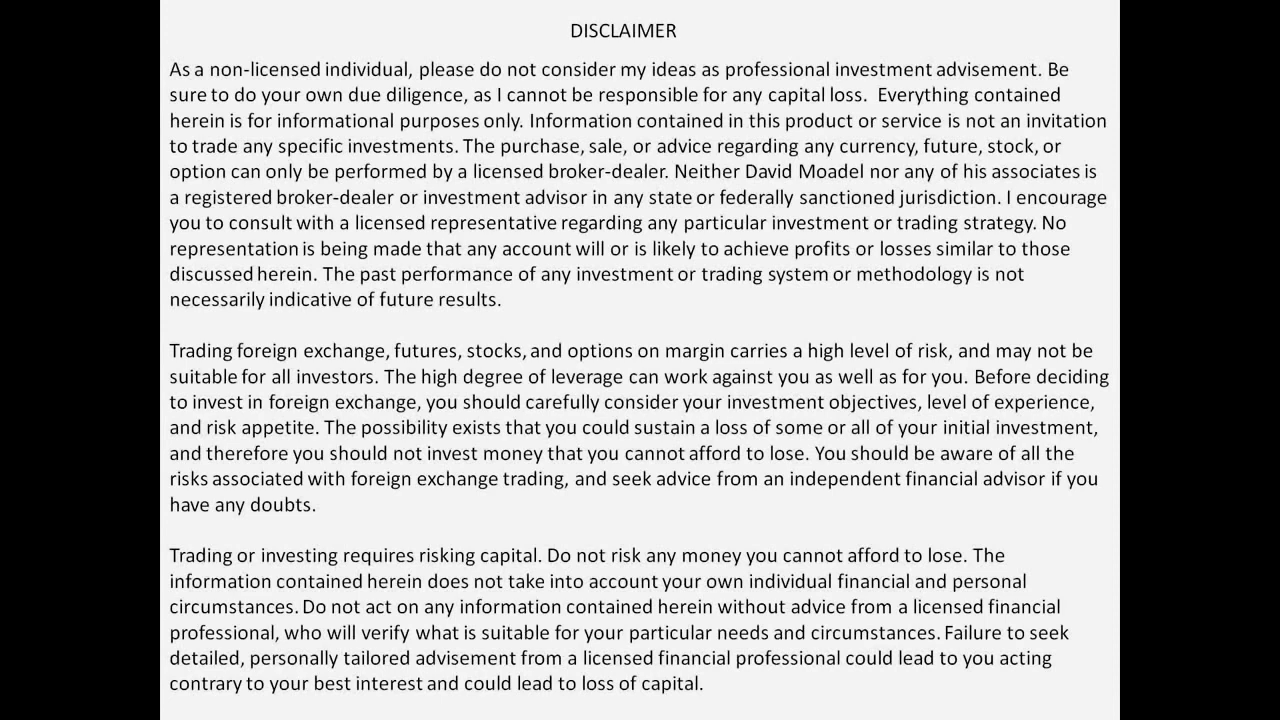 DISCLAIMER
As a non-licensed individual, please do not consider my ideas as professional investment advisement. Be
sure to do your own due diligence, as I cannot be responsible for any capital loss.  Everything contained
herein is for informational purposes only. Information contained in this product or service is not an invitation
to trade any specific investments. The purchase, sale, or advice regarding any currency, future, stock, or
option can only be performed by a licensed broker-dealer. Neither David Moadel nor any of his associates is
a registered broker-dealer or investment advisor in any state or federally sanctioned jurisdiction. I encourage
you to consult with a licensed representative regarding any particular investment or trading strategy. No
representation is being made that any account will or is likely to achieve profits or losses similar to those
discussed herein. The past performance of any investment or trading system or methodology is not
necessarily indicative of future results.
Trading foreign exchange, futures, stocks, and options on margin carries a high level of risk, and may not be
suitable for all investors. The high degree of leverage can work against you as well as for you. Before deciding
to invest in foreign exchange, you should carefully consider your investment objectives, level of experience,
and risk appetite. The possibility exists that you could sustain a loss of some or all of your initial investment,
and therefore you should not invest money that you cannot afford to lose. You should be aware of all the
risks associated with foreign exchange trading, and seek advice from an independent financial advisor if you
have any doubts.
Trading or investing requires risking capital. Do not risk any money you cannot afford to lose. The
information contained herein does not take into account your own individual financial and personal
circumstances. Do not act on any information contained herein without advice from a licensed financial
professional, who will verify what is suitable for your particular needs and circumstances. Failure to seek
detailed, personally tailored advisement from a licensed financial professional could lead to you acting
contrary to your best interest and could lead to loss of capital.